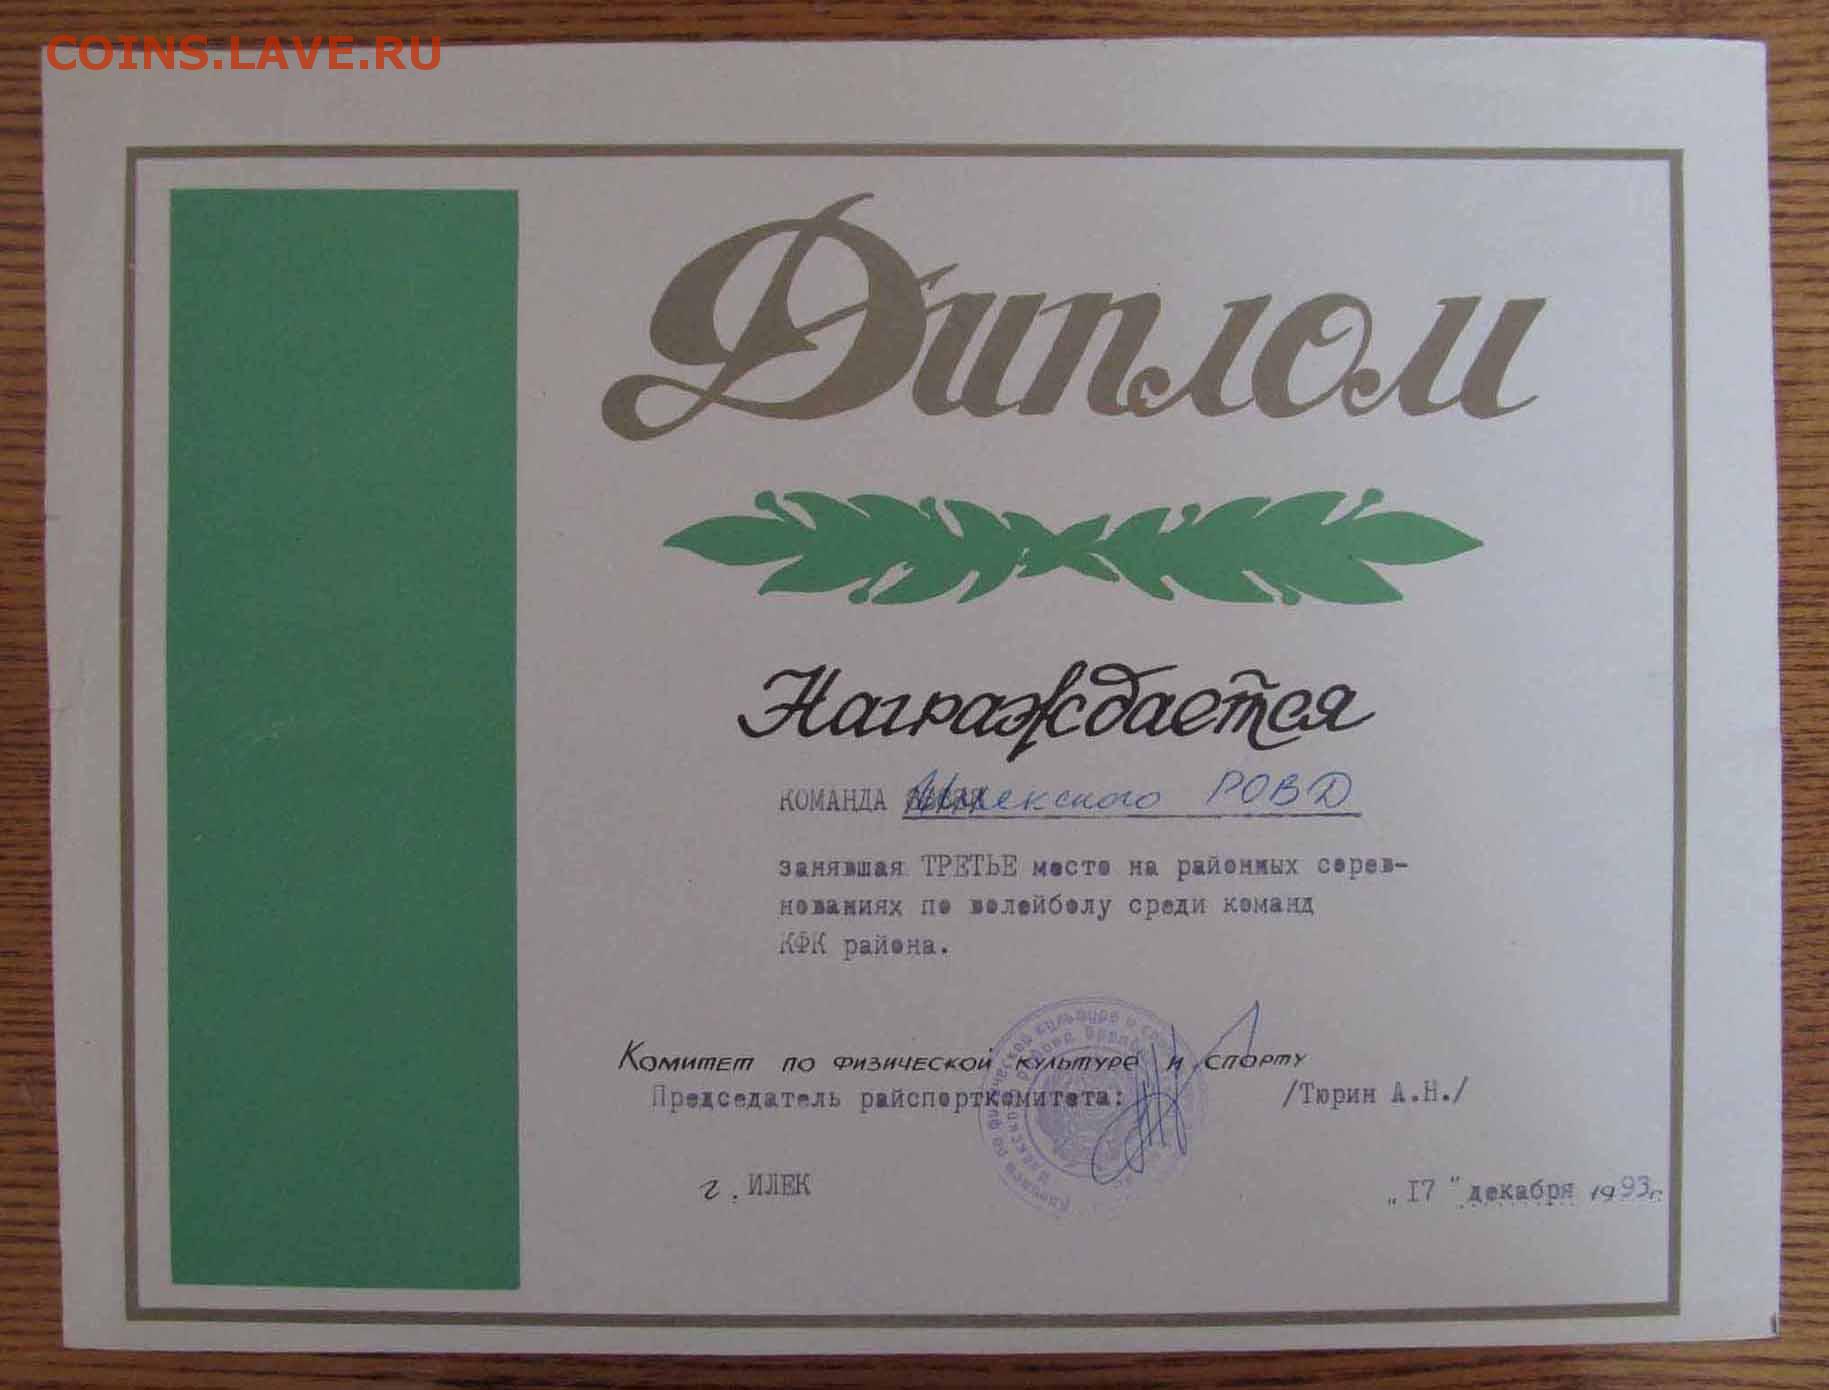 COINS.LAVE.RU
Диплом
Награждается
КОМАНДА Илекского РОВД
занявшая ТРЕТЬЕ место на районных сорев-
нованиях по волейболу среди команд
КФК района.
Комитет по физической культуре и спорту
Председатель райспорткомитета: /Тюрин А.Н./
г. ИЛЕК „17" декабря 1993г.